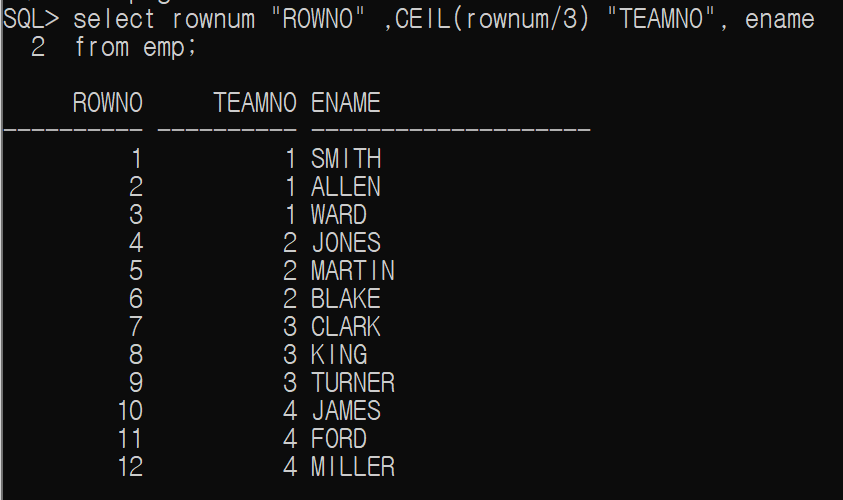 SQL> select rownum "ROWNO" ,CEIL(rownum/3) "TEAMNO", ename
  2  from emp;
     ROWNO     TEAMNO ENAME
---------- ---------- --------------------
         1          1 SMITH
         2          1 ALLEN
         3          1 WARD
         4          2 JONES
         5          2 MARTIN
         6          2 BLAKE
         7          3 CLARK
         8          3 KING
         9          3 TURNER
        10          4 JAMES
        11          4 FORD
        12          4 MILLER